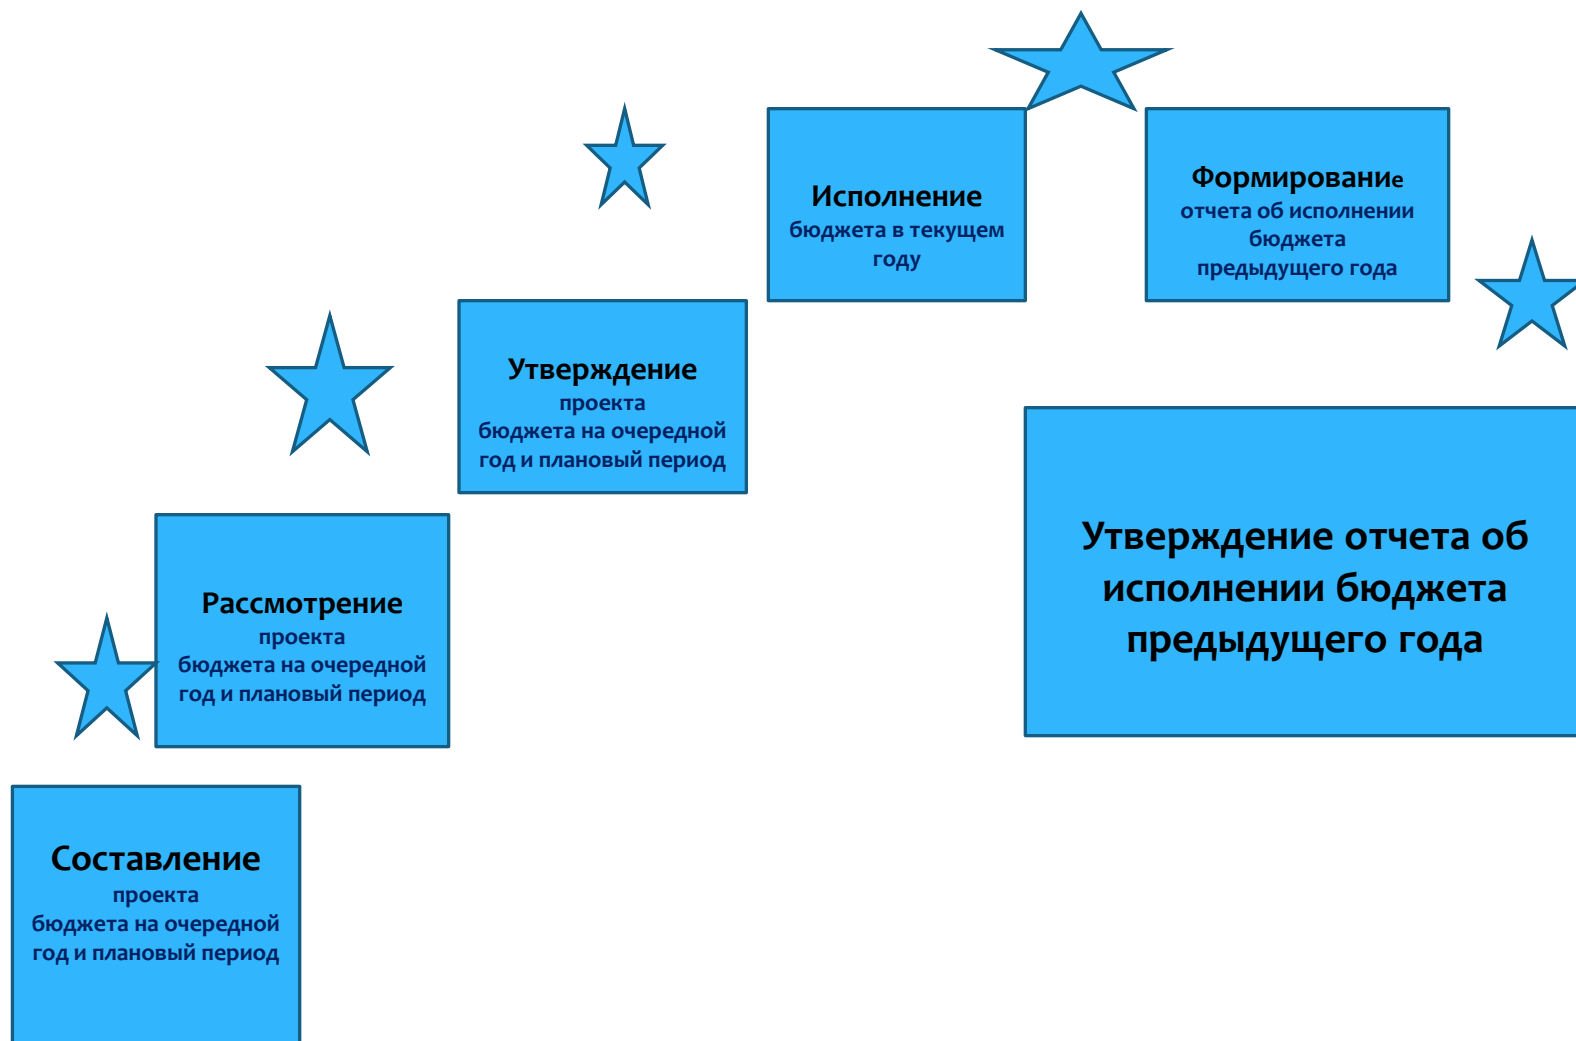 Составление
проекта
бюджета на очередной
год и плановый период
Рассмотрение
проекта
бюджета на очередной
год и плановый период
Утверждение
проекта
бюджета на очередной
год и плановый период
Исполнение
бюджета в текущем
году
Формирование
отчета об исполнении
бюджета
предыдущего года
Утверждение отчета об
исполнении бюджета
предыдущего года